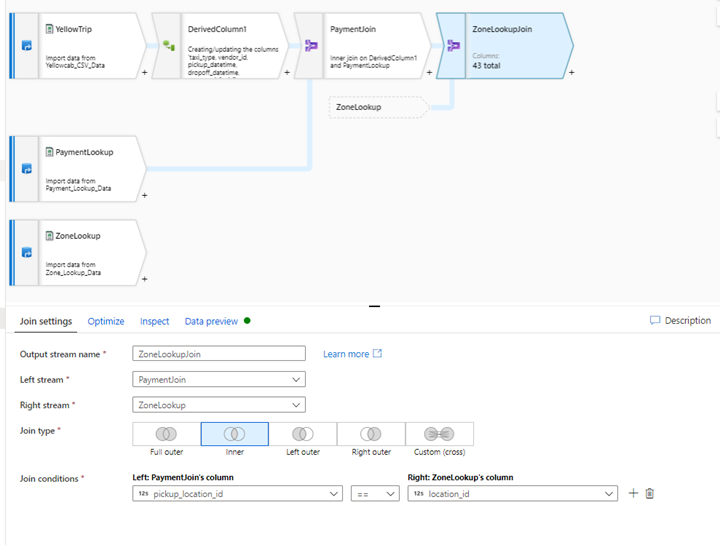 YellowTrip
Import data from
Yellowcab_CSV_Data
+
DerivedColumn1
Creating/updating the columns
'taxi_type, vendor_id,
pickup_datetime,
dropoff_datetime,
+
PaymentJoin
Inner join on DerivedColumn1
and PaymentLookup
+
ZoneLookupJoin
Columns:
43 total
+
ZoneLookup
PaymentLookup
Import data from
Payment_Lookup_Data
+
ZoneLookup
Import data from
Zone_Lookup_Data
+
Join settings Optimize Inspect Data preview Description
Output stream name * ZoneLookupJoin Learn more
Left stream * PaymentJoin
Right stream * ZoneLookup
Join type *
Full outer Inner Left outer Right outer Custom (cross)
Join conditions * Left: PaymentJoin's column Right: ZoneLookup's column
12s pickup_location_id == 12s location_id +